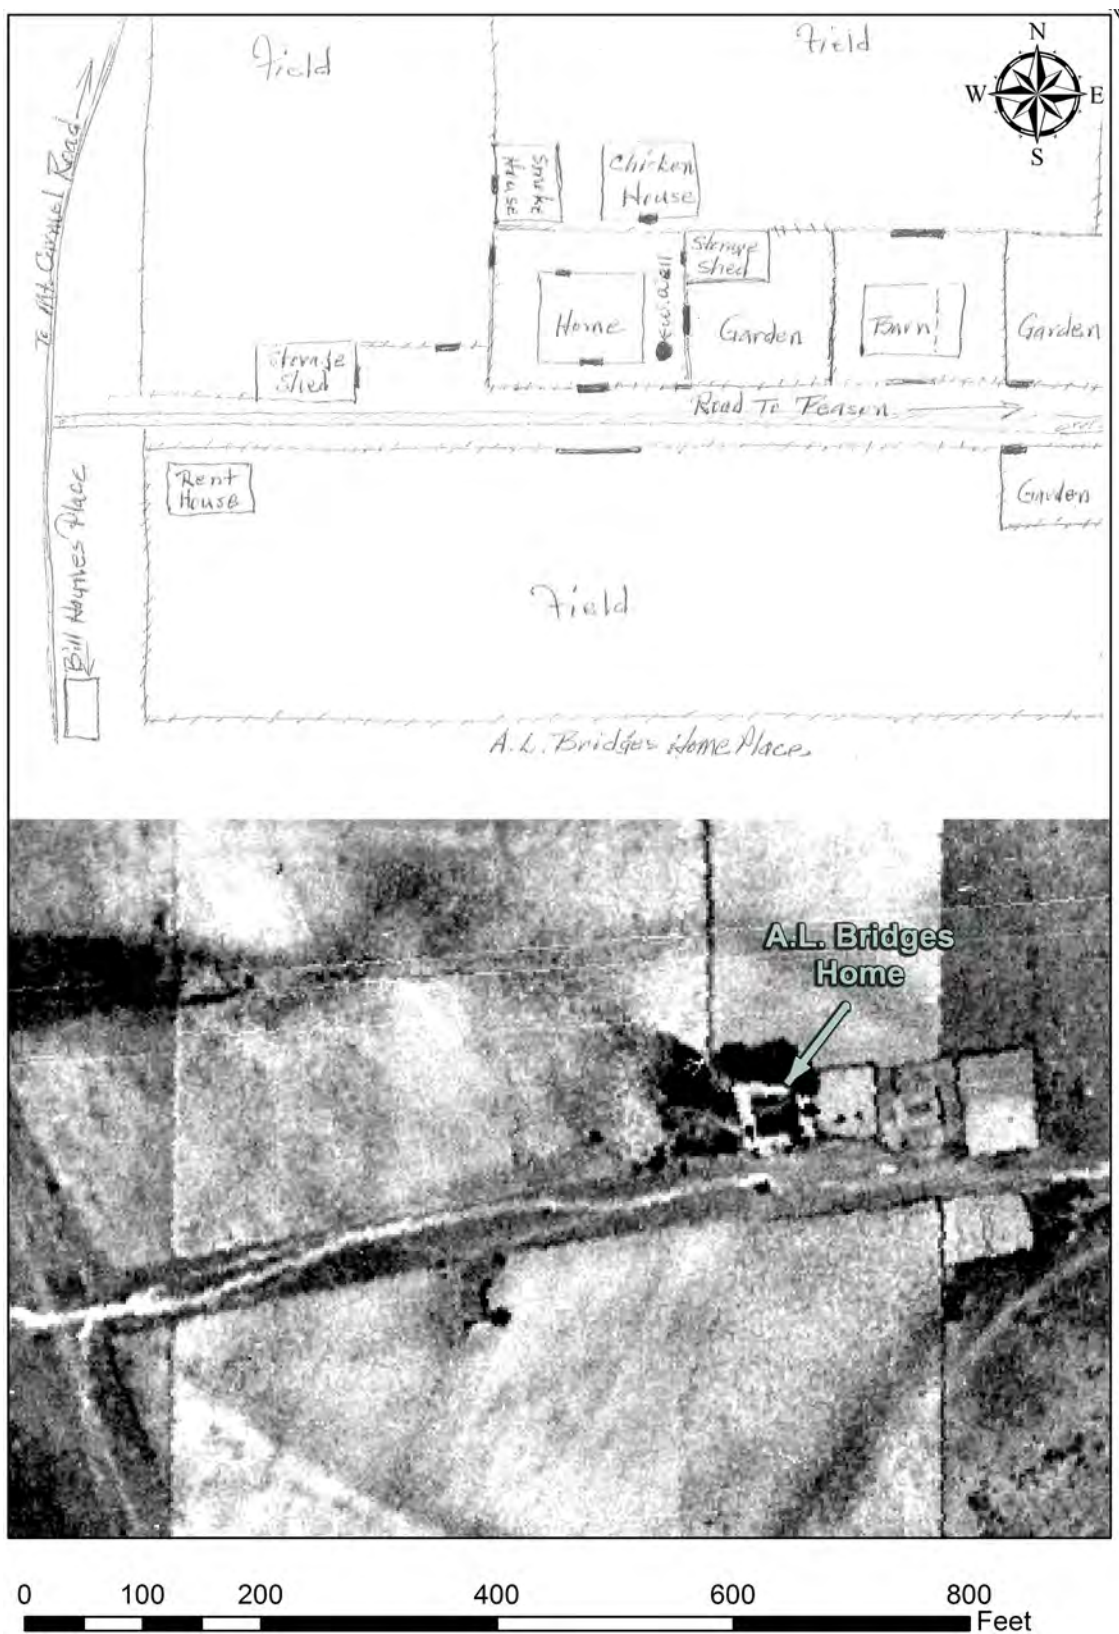 Field
Field
N
W
E
S
To Mt Carmel Road
Smoke
House
Chicken
House
Storage
Shed
Well
Home
Garden
Barn
Garden
Storage
Shed
Road To Peason
Rent
House
Garden
Bill Haynes Place
Field
A.L. Bridges Home Place
A.L. Bridges
Home
0 100 200 400 600 800
Feet